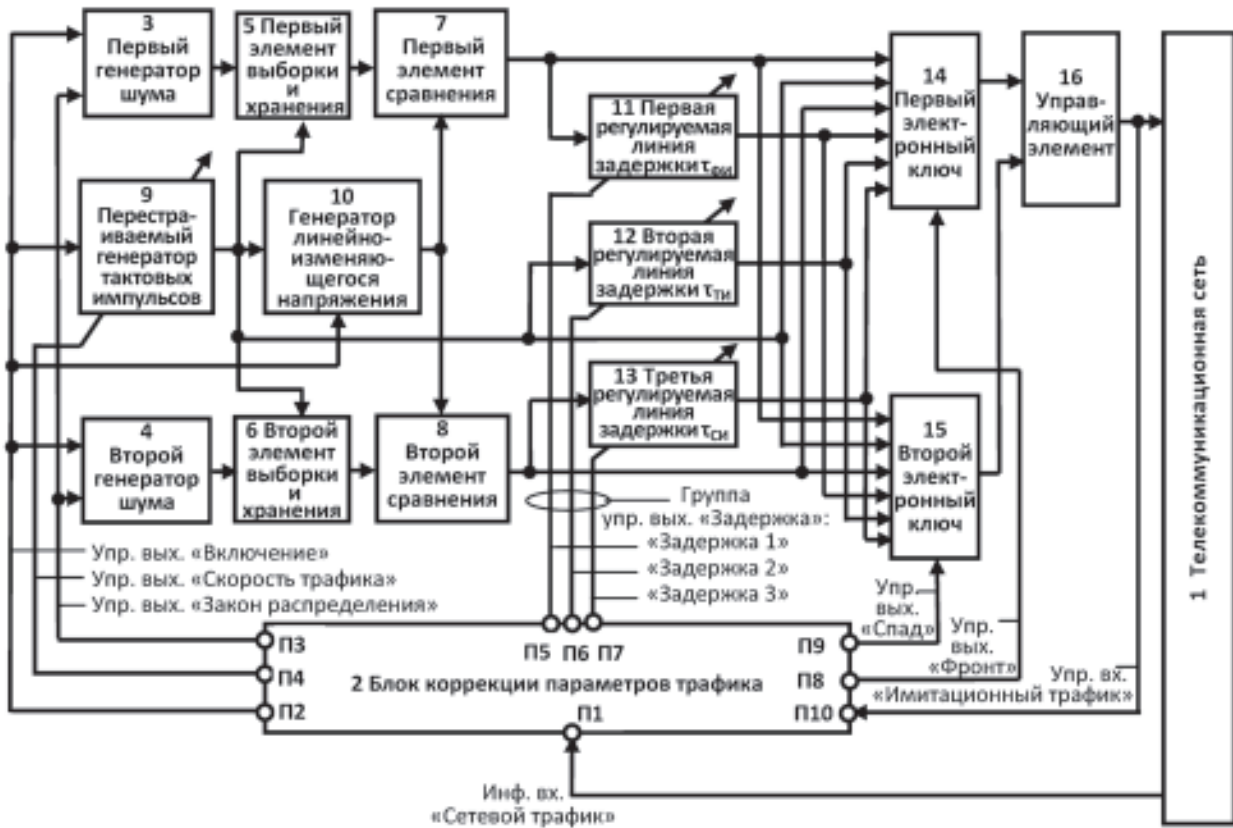 3
Первый
генератор
шума
5 Первый
элемент
выборки
и
хранения
7
Первый
элемент
сравнения
11 Первая
регулируемая
линия
задержки τФИ
14
Первый
элект-
ронный
ключ
16
Управ-
ляющий
элемент
9
Перестра-
иваемый
генератор
тактовых
импульсов
10
Генератор
линейно-
изменяю-
щегося
напряжения
12 Вторая
регулируемая
линия
задержки τТИ
13 Третья
регулируемая
линия
задержки τСИ
4
Второй
генератор
шума
6 Второй
элемент
выборки
и
хранения
8
Второй
элемент
сравнения
15
Второй
элект-
ронный
ключ
1 Телекоммуникационная сеть
Группа
упр. вых. «Задержка»:
«Задержка 1»
«Задержка 2»
«Задержка 3»
Упр. вых. «Включение»
Упр. вых. «Скорость трафика»
Упр. вых. «Закон распределения»
Упр.
вых.
«Спад»
Упр.
вых.
«Фронт»
Упр. вх.
«Имитационный трафик»
П3
П4
П2
П5
П6
П7
П9
П8
П10
2 Блок коррекции параметров трафика
П1
Инф. вх.
«Сетевой трафик»